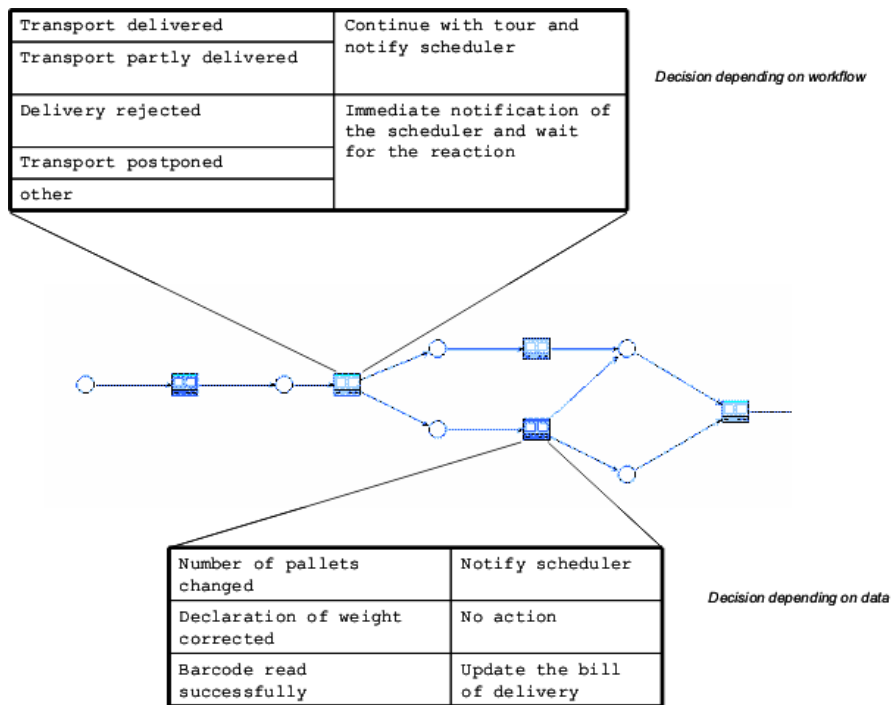 Transport delivered
Transport partly delivered
Continue with tour and
notify scheduler
Decision depending on workflow
Delivery rejected
Transport postponed
other
Immediate notification of
the scheduler and wait
for the reaction
Number of pallets
changed
Notify scheduler
Declaration of weight
corrected
No action
Decision depending on data
Barcode read
successfully
Update the bill
of delivery